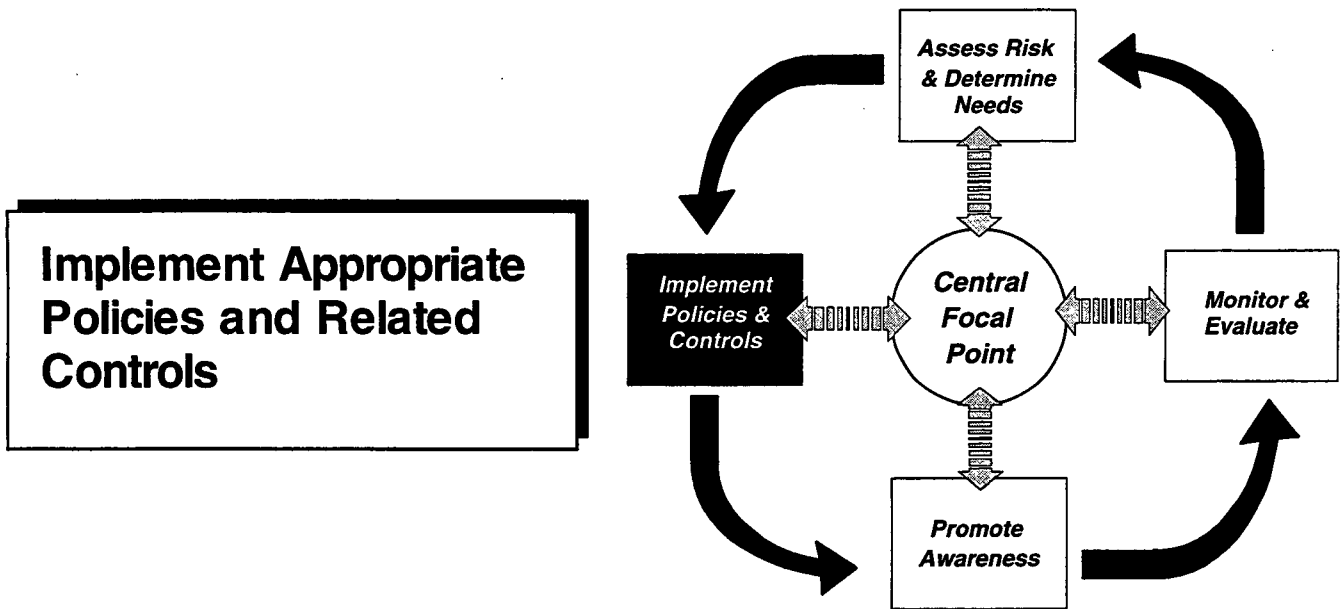 Implement Appropriate
Policies and Related
Controls
Assess Risk
& Determine
Needs
Implement
Policies &
Controls
Central
Focal
Point
Monitor &
Evaluate
Promote
Awareness